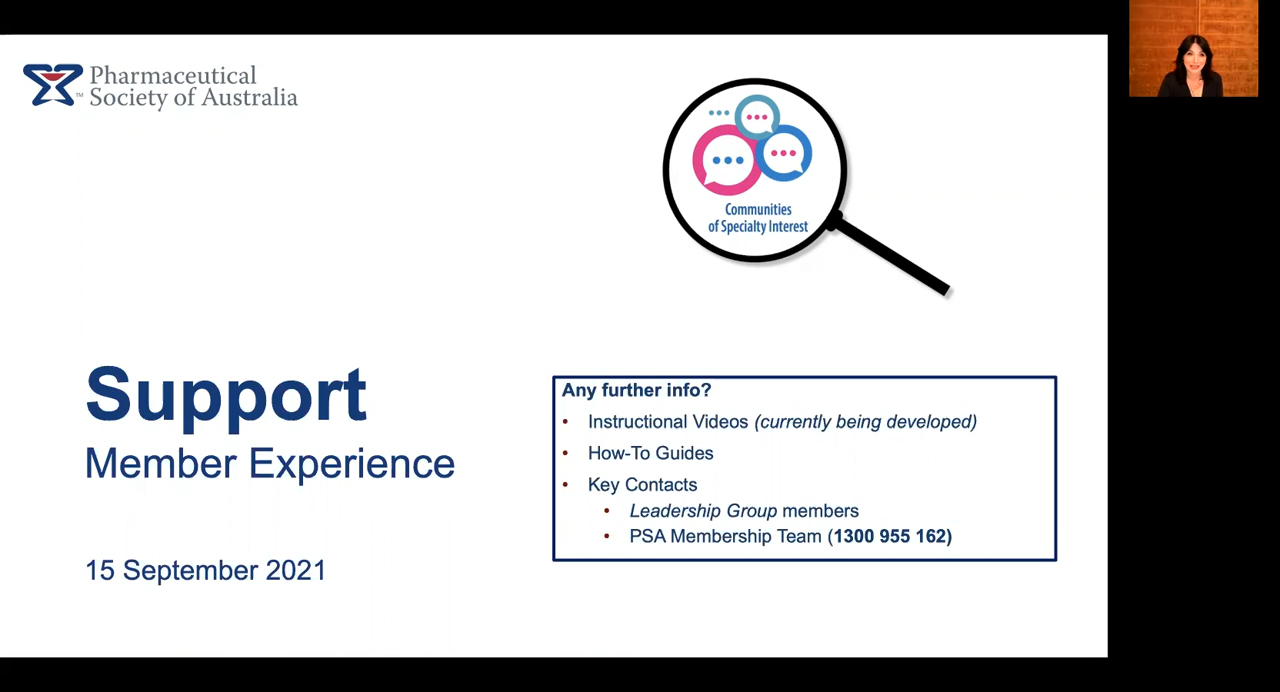 Pharmaceutical
Society of Australia
TM
Communities
of Specialty Interest
Support
Member Experience
15 September 2021
Any further info?
• Instructional Videos (currently being developed)
• How-To Guides
• Key Contacts
• Leadership Group members
• PSA Membership Team (1300 955 162)